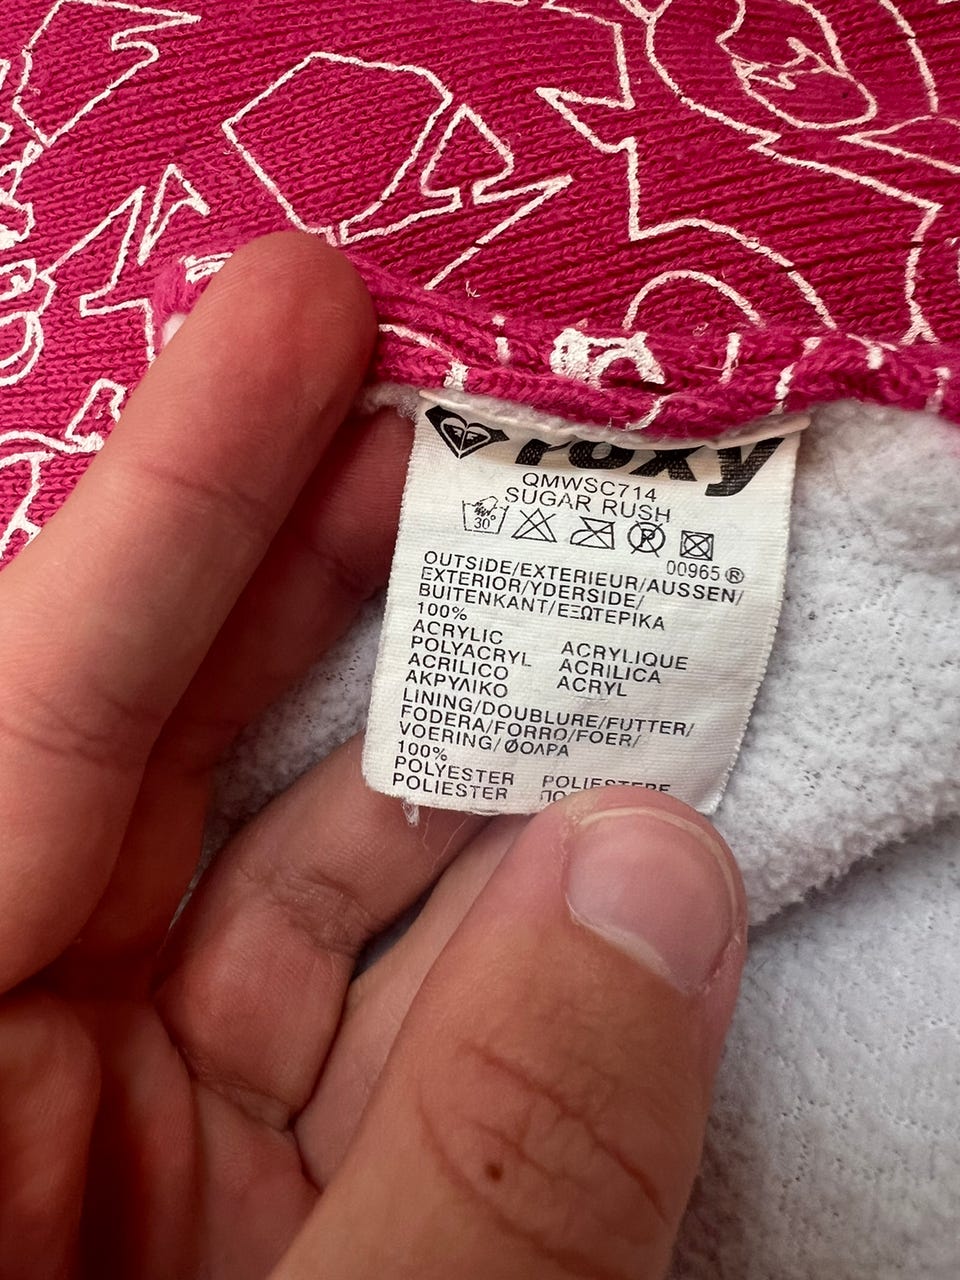 roxy
QMWSC714
SUGAR RUSH
30°
P
00965 ®
OUTSIDE/EXTERIEUR/AUSSEN/
EXTERIOR/YDERSIDE/
BUITENKANT/ΕΞΩΤΕΡΙΚΑ
100%
ACRYLIC ACRYLIQUE
POLYACRYL ACRILICA
ACRILICO ACRYL
ΑΚΡΥΛΙΚΟ
LINING/DOUBLURE/FUTTER/
FODERA/FORRO/FOER/
VOERING/ΦΟΔΡΑ
100%
POLYESTER POLIESTERE
POLIESTER